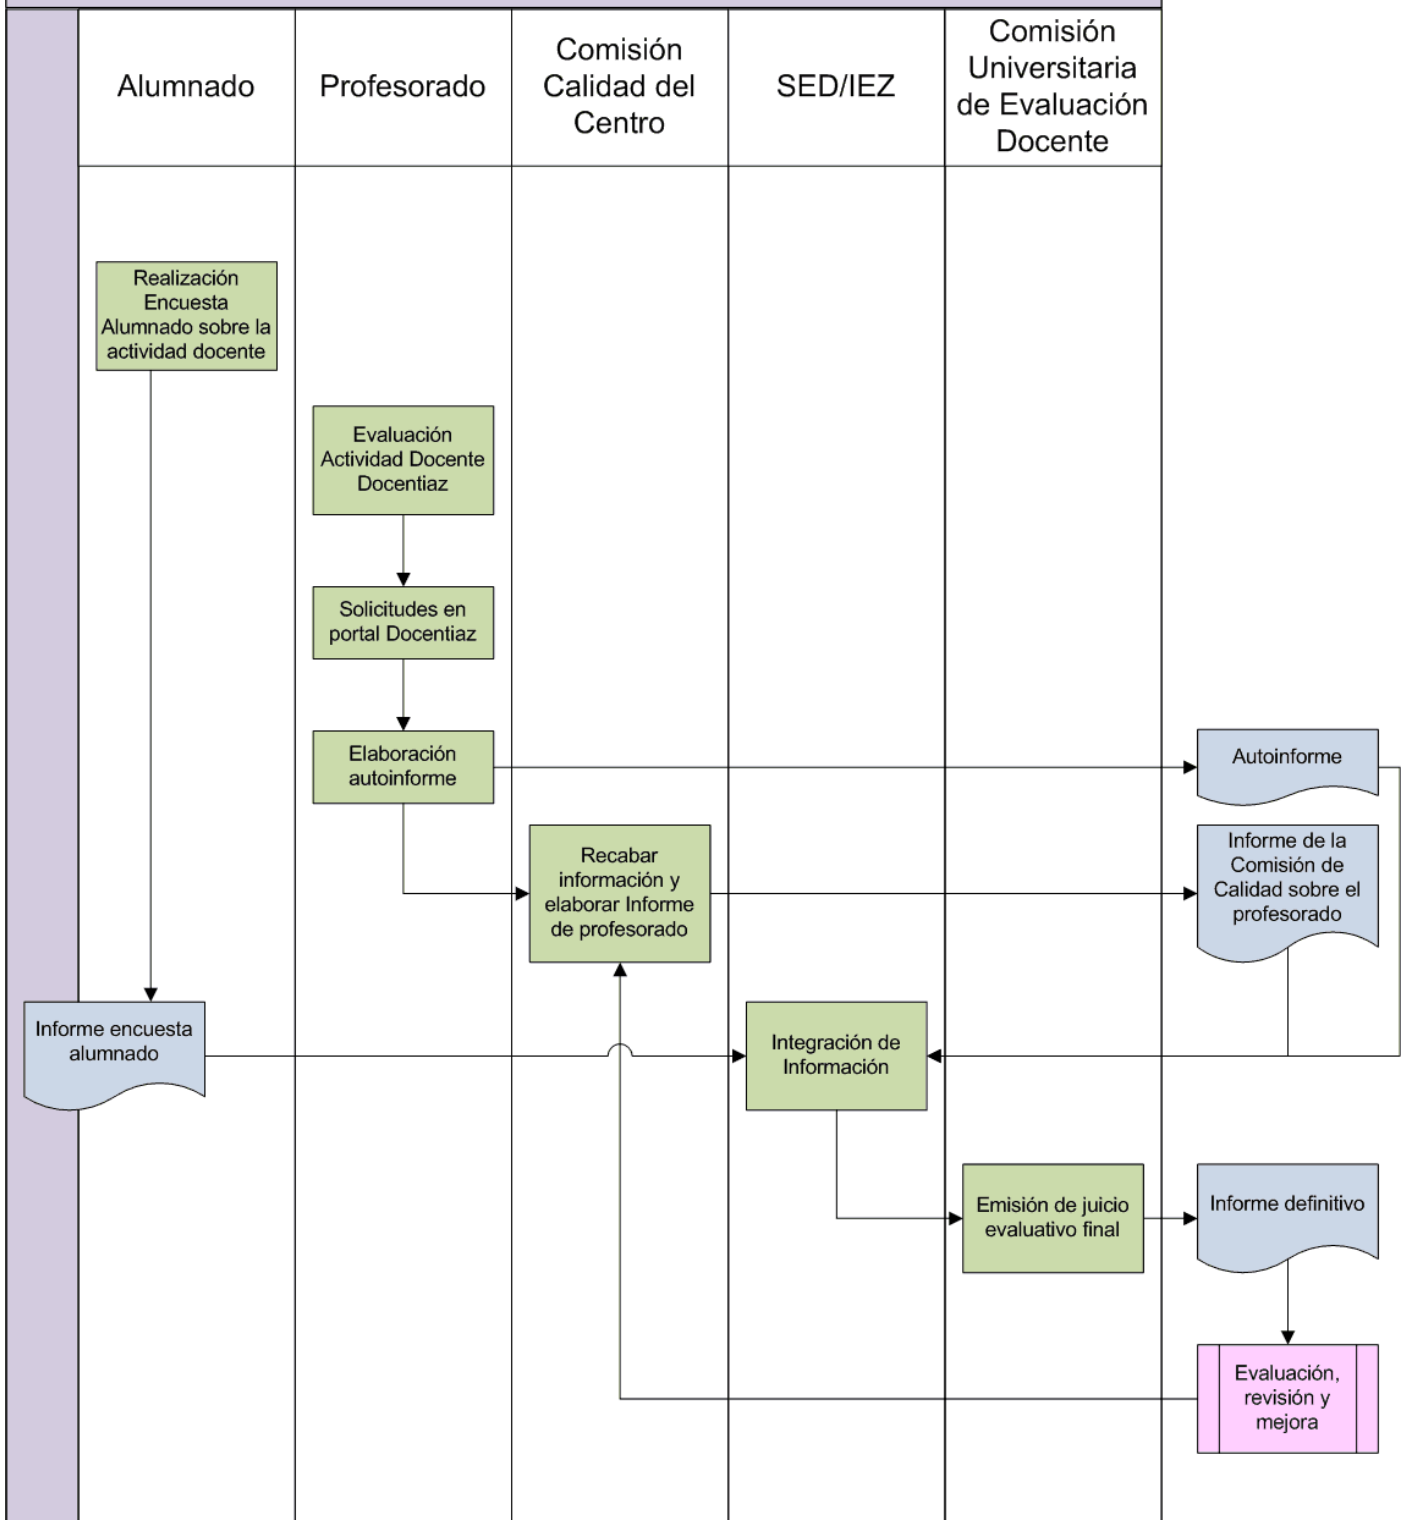 Alumnado
Profesorado
Comisión
Calidad del
Centro
SED/IEZ
Comisión
Universitaria
de Evaluación
Docente
Realización
Encuesta
Alumnado sobre la
actividad docente
Evaluación
Actividad Docente
Docentiaz
Solicitudes en
portal Docentiaz
Elaboración
autoinforme
Autoinforme
Recabar
información y
elaborar Informe
de profesorado
Informe de la
Comisión de
Calidad sobre el
profesorado
Informe encuesta
alumnado
Integración de
Información
Emisión de juicio
evaluativo final
Informe definitivo
Evaluación,
revisión y
mejora